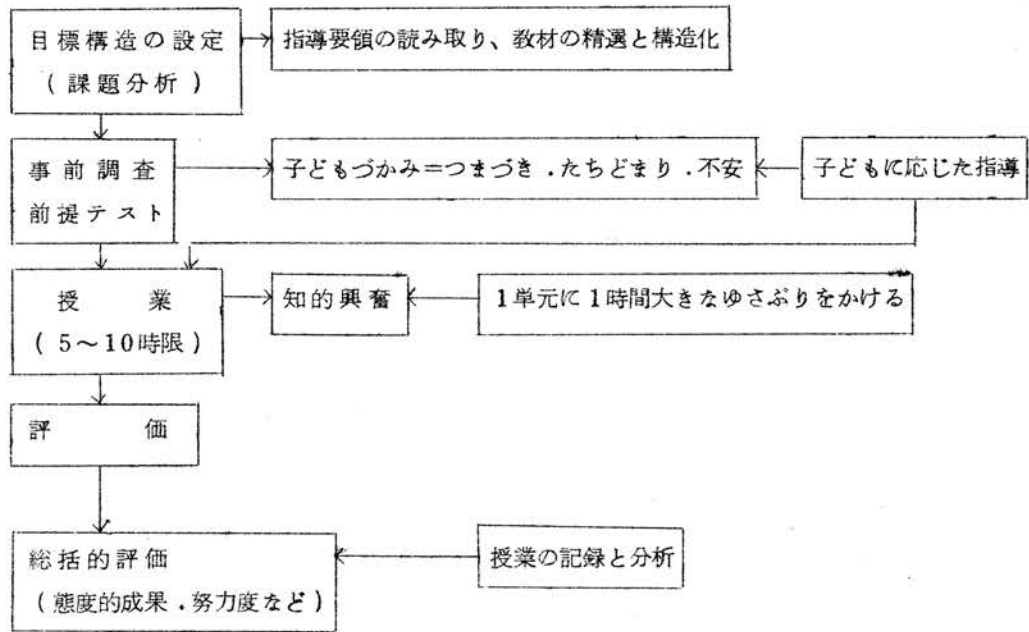 目標構造の設定
(課題分析)
指導要領の読み取り、教材の精選と構造化
事前調査
前提テスト
子どもづかみ=つまづき.たちどまり.不安
子どもに応じた指導
授業
(5~10時限)
知的興奮
1単元に1時間大きなゆさぶりをかける
評価
総括的評価
(態度的成果.努力度など)
授業の記録と分析